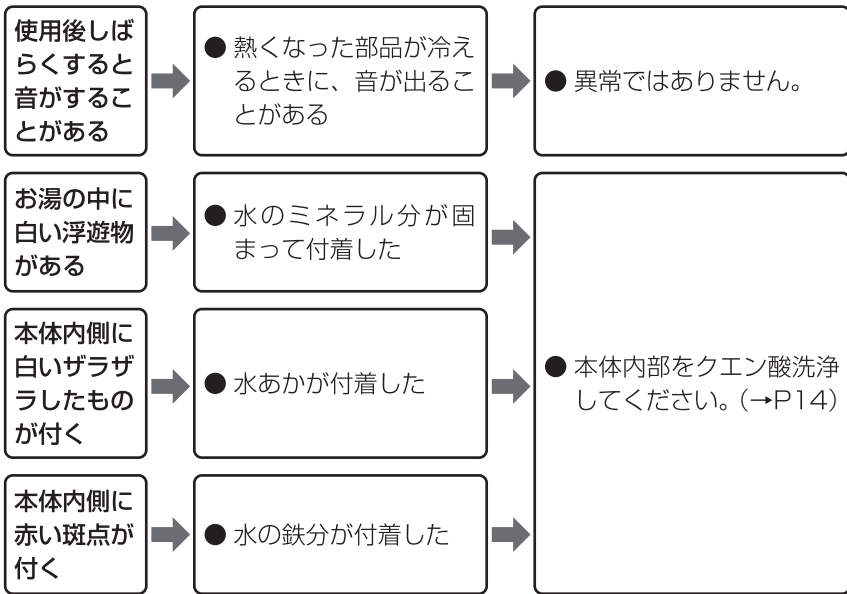 使用後しば
らくすると
音がするこ
とがある
● 熱くなった部品が冷え
るときに、音が出るこ
とがある
● 異常ではありません。
お湯の中に
白い浮遊物
がある
● 水のミネラル分が固
まって付着した
本体内側に
白いザラザ
ラしたもの
が付く
● 水あかが付着した
本体内側に
赤い斑点が
付く
● 水の鉄分が付着した
● 本体内部をクエン酸洗浄
してください。(→P14)